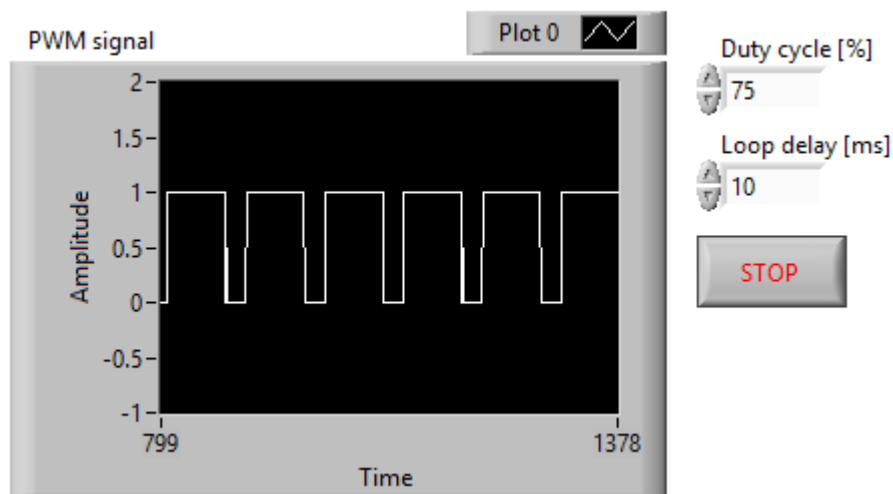 PWM signal
Plot 0
2
1.5
1
0.5
0
-0.5
-1
Amplitude
799
1378
Time
Duty cycle [%]
75
Loop delay [ms]
10
STOP